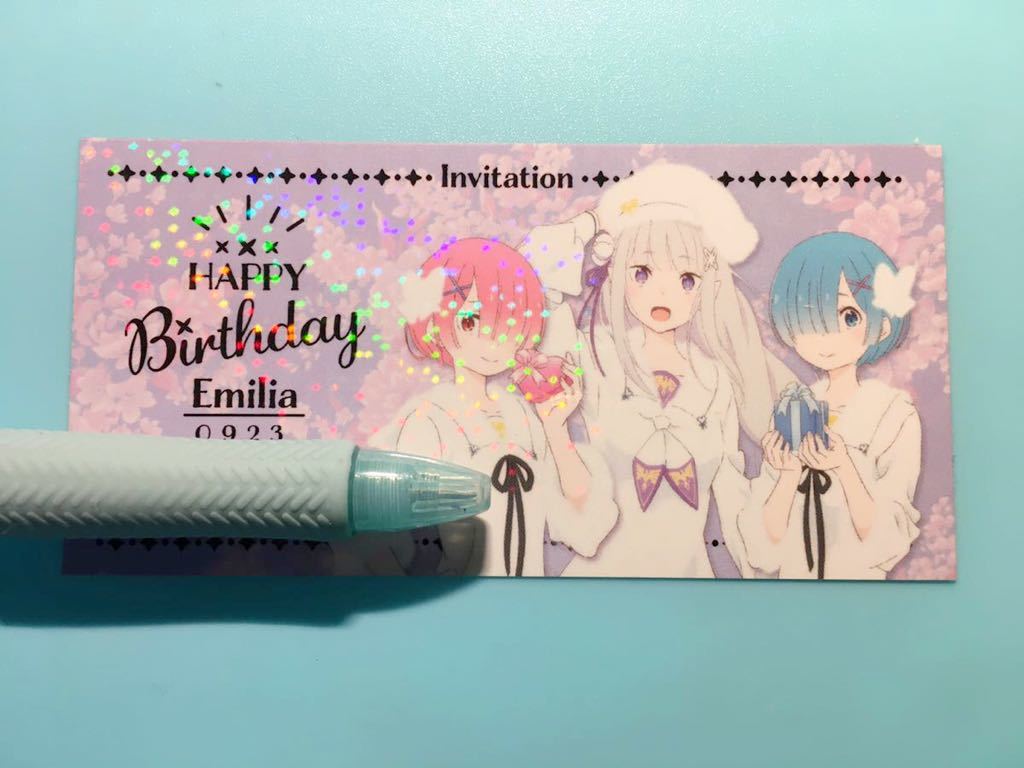 Invitation
HAPPY
Birthday
Emilia
0923